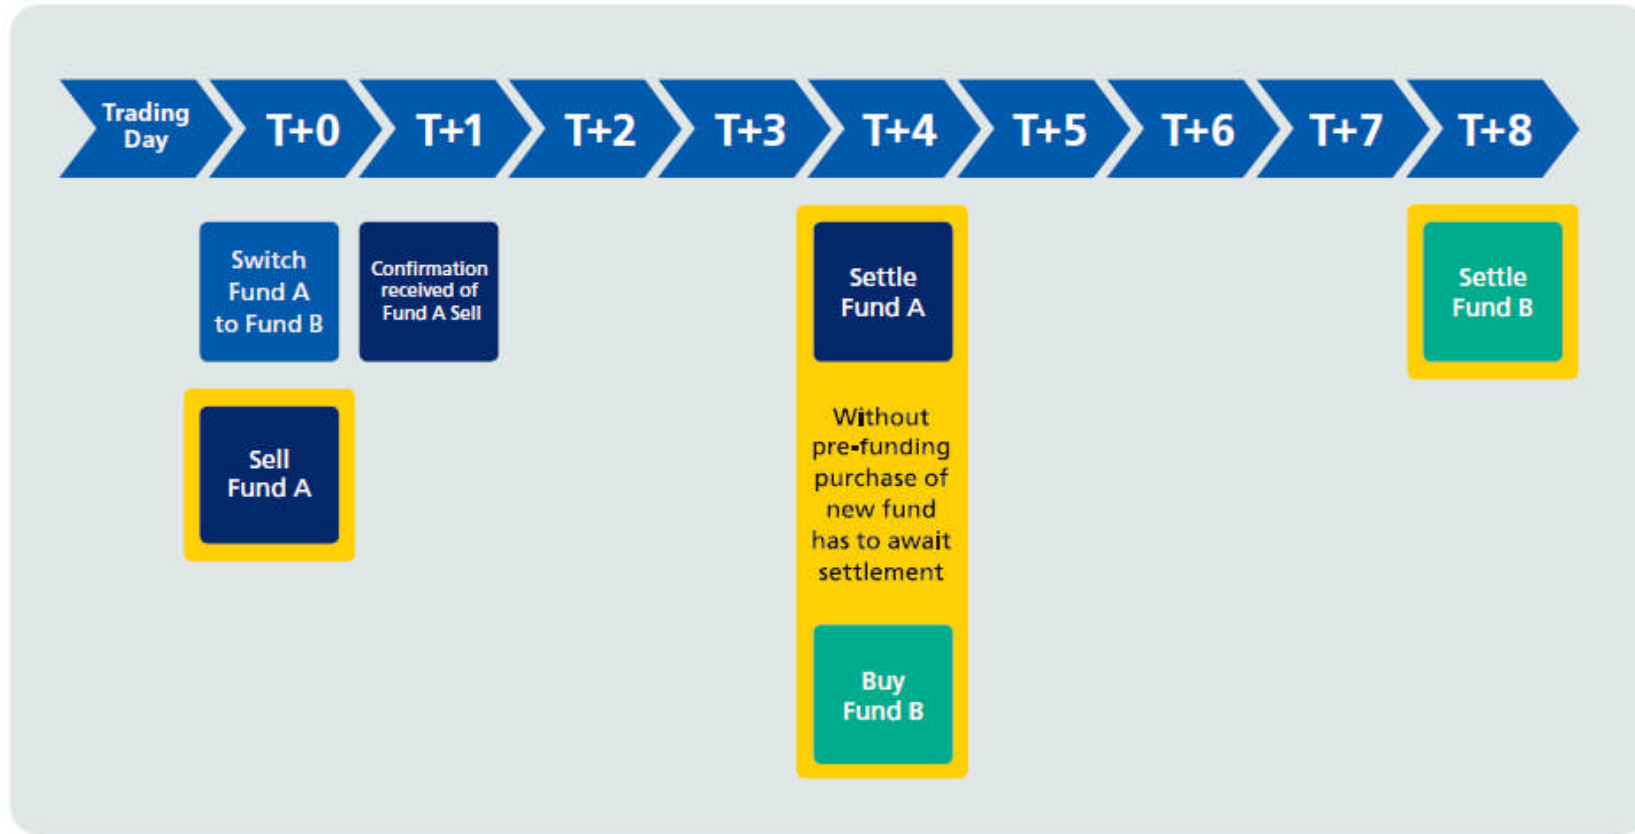 Trading
Day
T+0
T+1
T+2
T+3
T+4
T+5
T+6
T+7
T+8
Switch
Fund A
to Fund B
Confirmation
received of
Fund A Sell
Settle
Fund A
Settle
Fund B
Sell
Fund A
Without
pre-funding
purchase of
new fund
has to await
settlement
Buy
Fund B